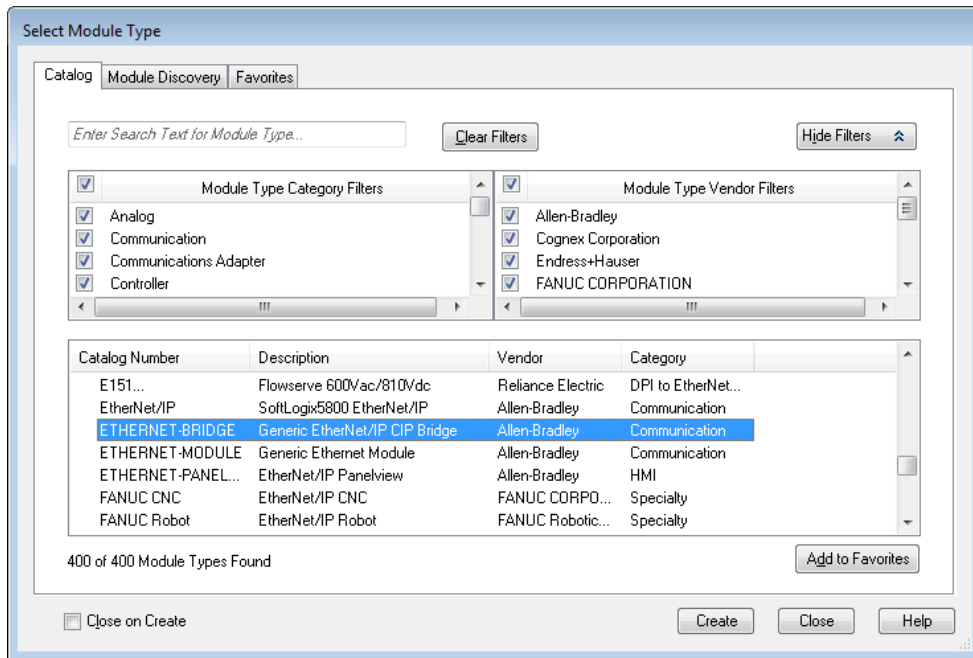 Select Module Type
Catalog Module Discovery Favorites
Enter Search Text for Module Type... Clear Filters Hide Filters
Module Type Category Filters Module Type Vendor Filters
Analog Allen-Bradley
Communication Cognex Corporation
Communications Adapter Endress+Hauser
Controller FANUC CORPORATION
Catalog Number Description Vendor Category
E151... Flowserve 600Vac/810Vdc Reliance Electric DPI to EtherNet...
EtherNet/IP SoftLogix5800 EtherNet/IP Allen-Bradley Communication
ETHERNET-BRIDGE Generic EtherNet/IP CIP Bridge Allen-Bradley Communication
ETHERNET-MODULE Generic Ethernet Module Allen-Bradley Communication
ETHERNET-PANEL... EtherNet/IP Panelview Allen-Bradley HMI
FANUC CNC EtherNet/IP CNC FANUC CORPO... Specialty
FANUC Robot EtherNet/IP Robot FANUC Robotic... Specialty
400 of 400 Module Types Found Add to Favorites
Close on Create Create Close Help